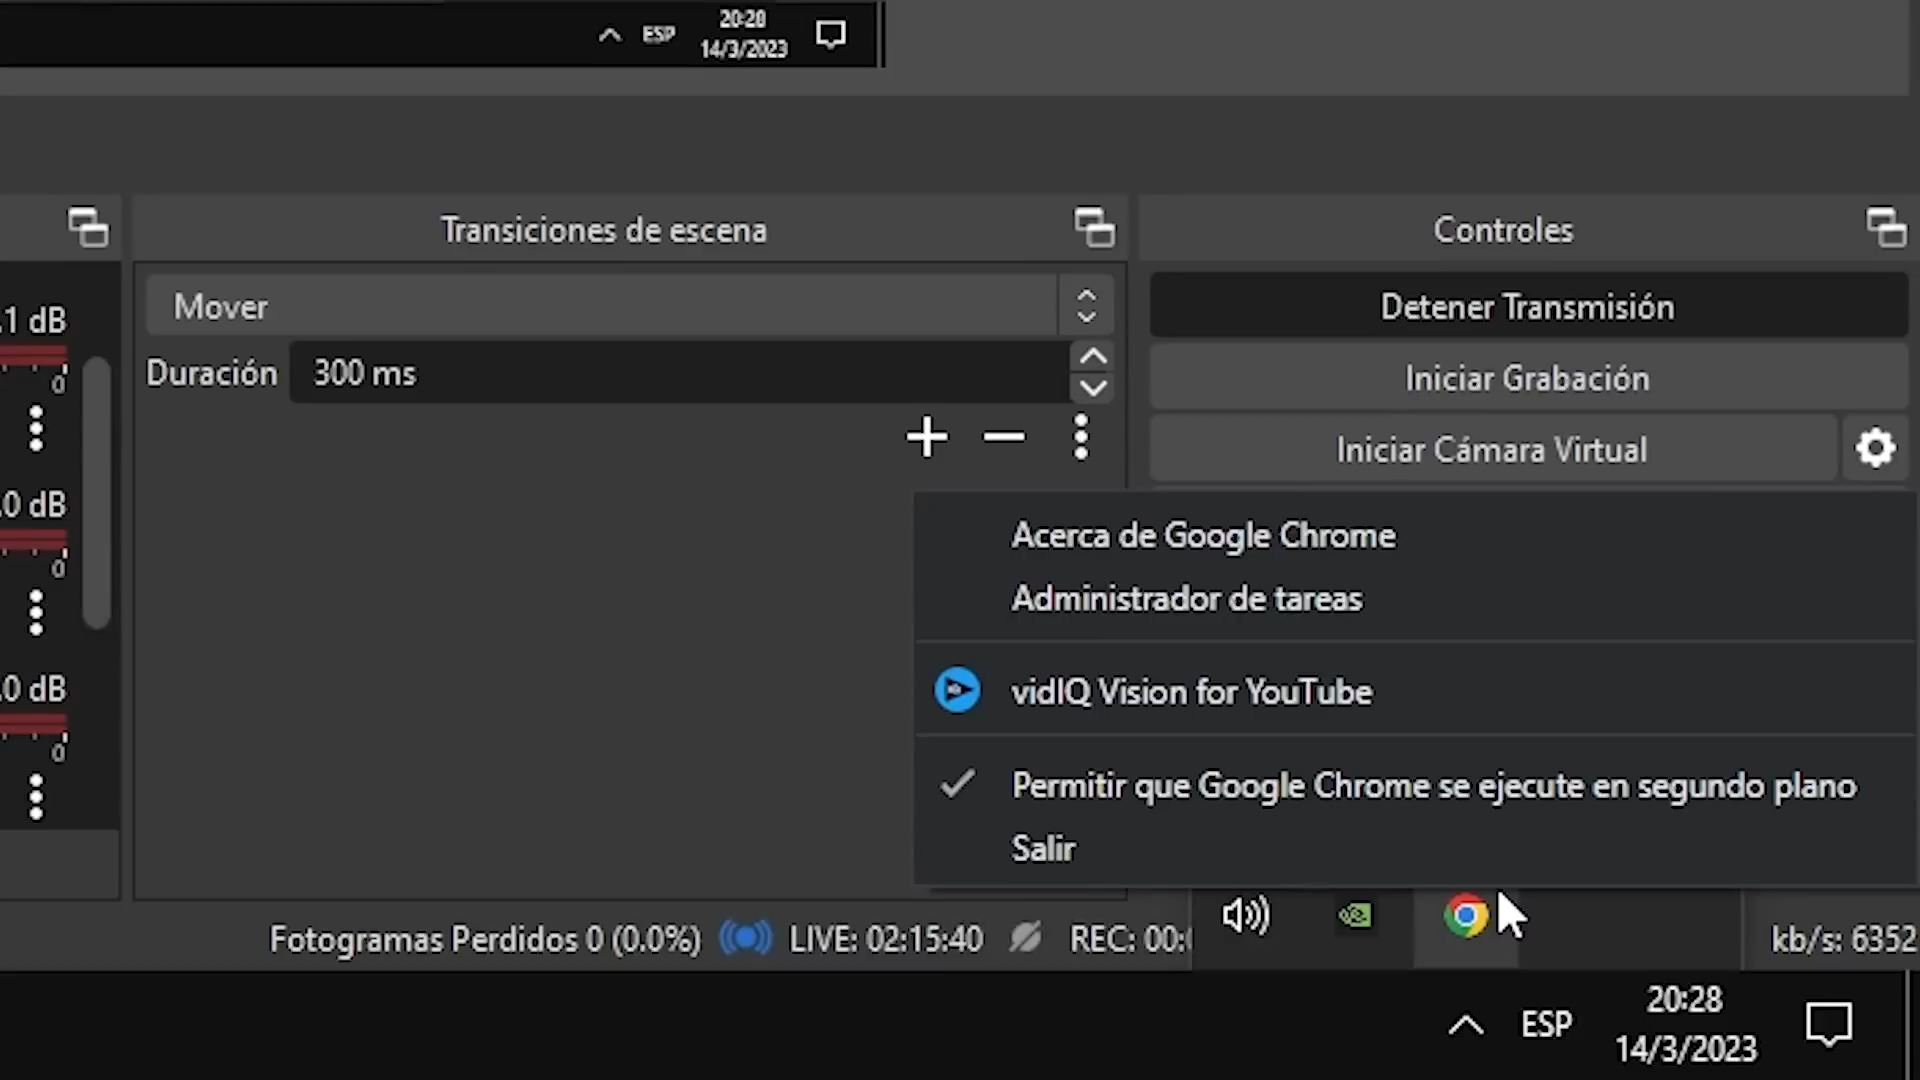 ESP
20:28
14/3/2023
Transiciones de escena
Controles
.1 dB
0
.0 dB
0
.0 dB
0
Mover
Duración 300 ms
Detener Transmisión
Iniciar Grabación
Iniciar Cámara Virtual
Acerca de Google Chrome
Administrador de tareas
vidIQ Vision for YouTube
Permitir que Google Chrome se ejecute en segundo plano
Salir
Fotogramas Perdidos 0 (0.0%) LIVE: 02:15:40 REC: 00: kb/s: 6352
ESP
20:28
14/3/2023